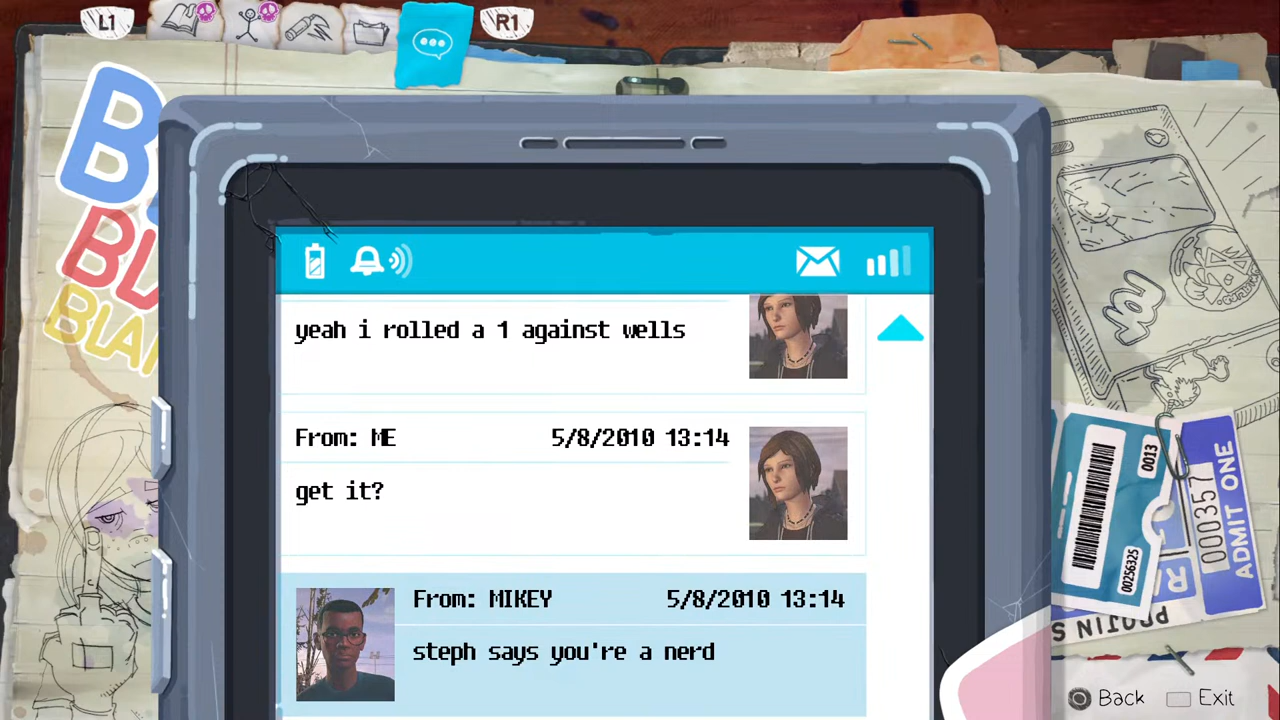 L1
R1
yeah i rolled a 1 against wells
From: ME 5/8/2010 13:14
get it?
From: MIKEY 5/8/2010 13:14
steph says you're a nerd
0013
00256325
000357
ADMIT ONE
Back Exit